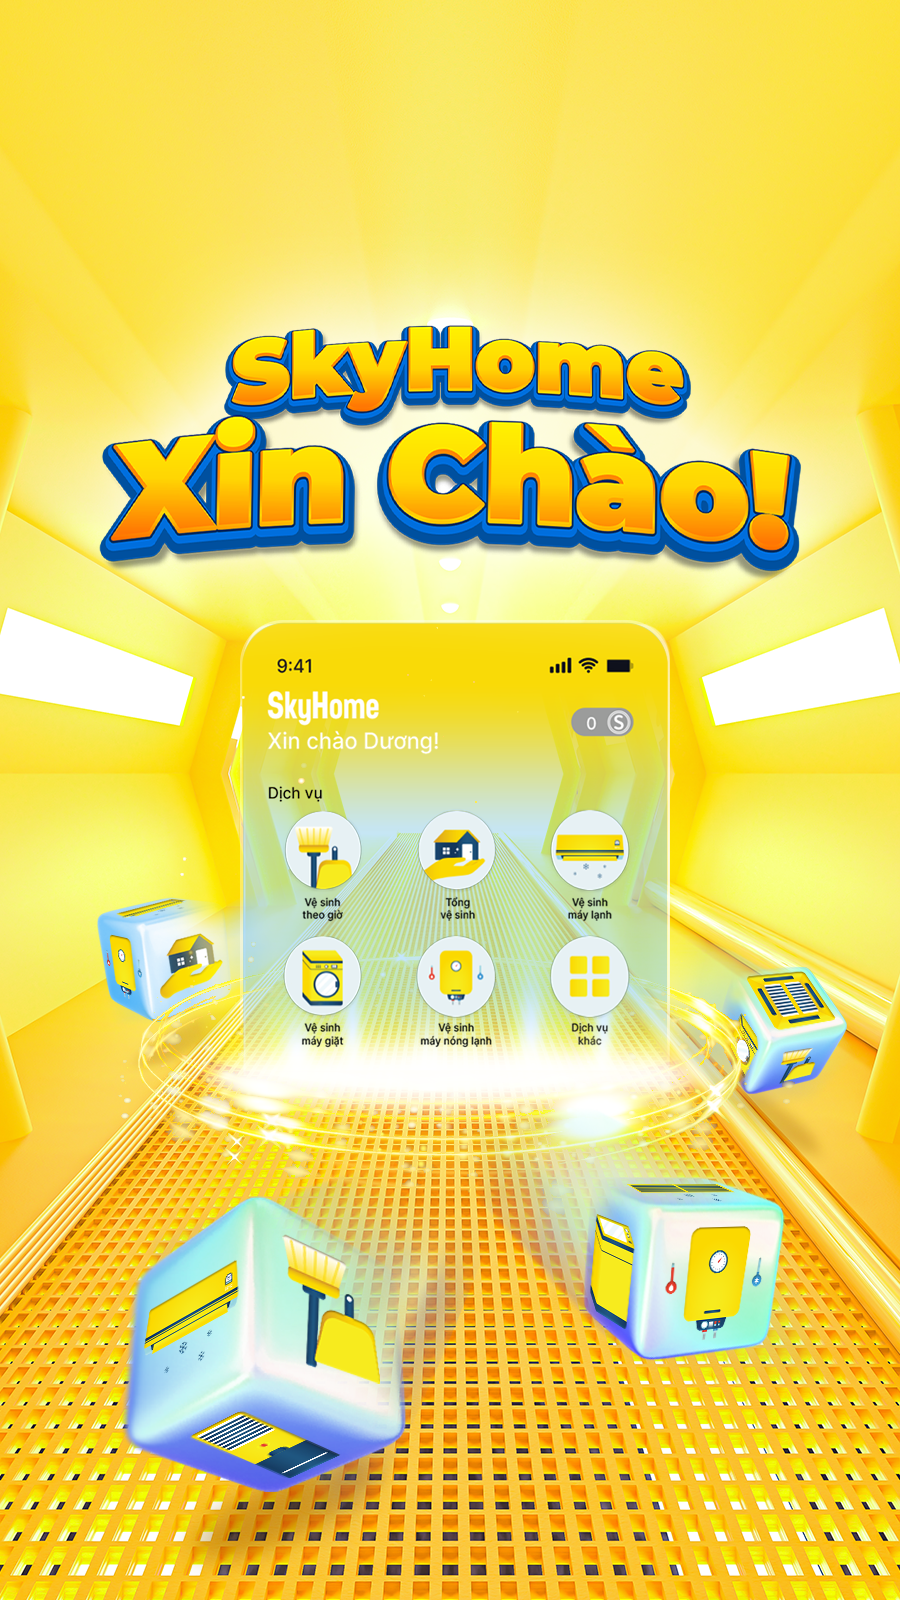 SkyHome
Xin Chào!
9:41
SkyHome
0 S
Xin chào Dương!
Dịch vụ
Vệ sinh
theo giờ
Tổng
vệ sinh
Vệ sinh
máy lạnh
Vệ sinh
máy giặt
Vệ sinh
máy nóng lạnh
Dịch vụ
khác